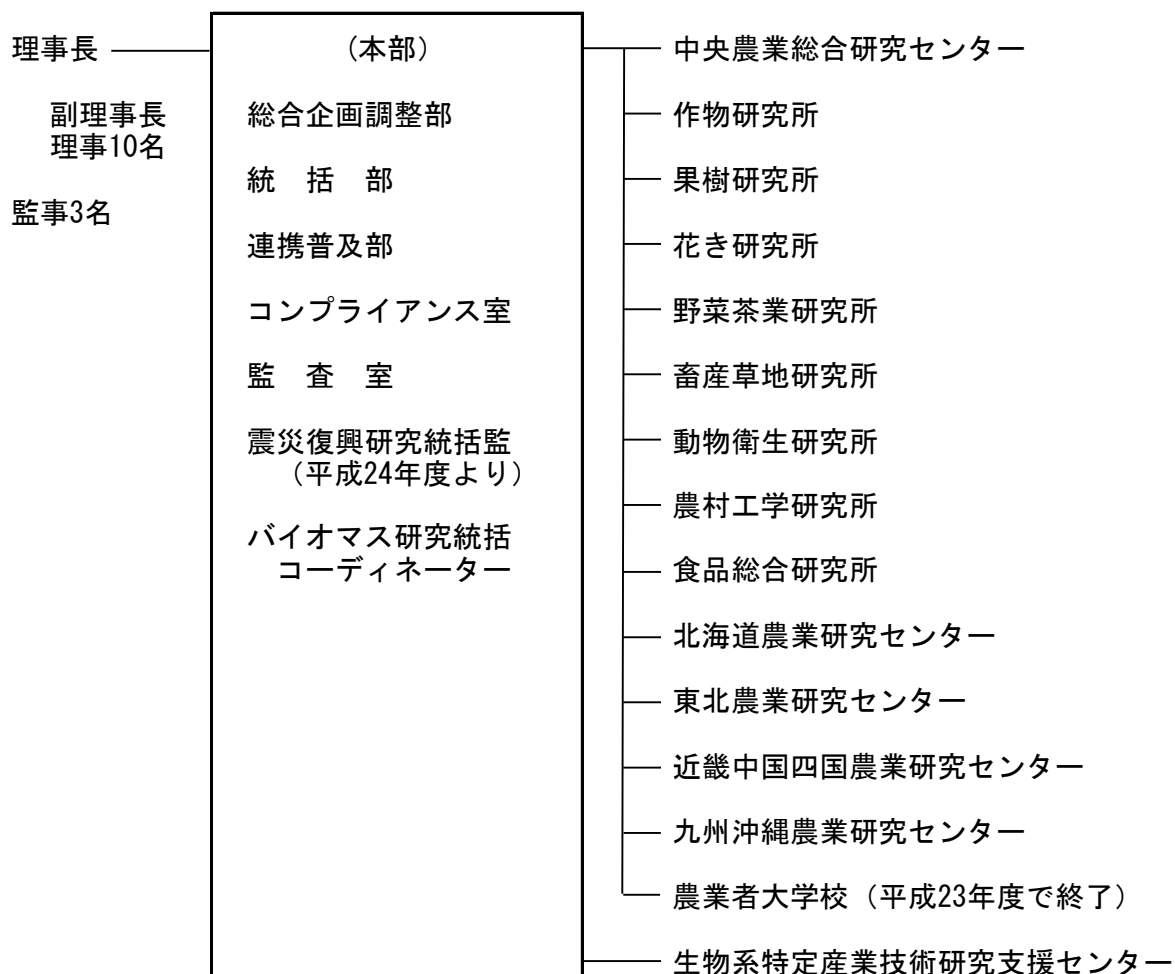 理事長
副理事長
理事10名
監事3名
（本部）
総合企画調整部
統　括　部
連携普及部
コンプライアンス室
監　査　室
震災復興研究統括監
（平成24年度より）
バイオマス研究統括
コーディネーター
中央農業総合研究センター
作物研究所
果樹研究所
花き研究所
野菜茶業研究所
畜産草地研究所
動物衛生研究所
農村工学研究所
食品総合研究所
北海道農業研究センター
東北農業研究センター
近畿中国四国農業研究センター
九州沖縄農業研究センター
農業者大学校（平成23年度で終了）
生物系特定産業技術研究支援センター